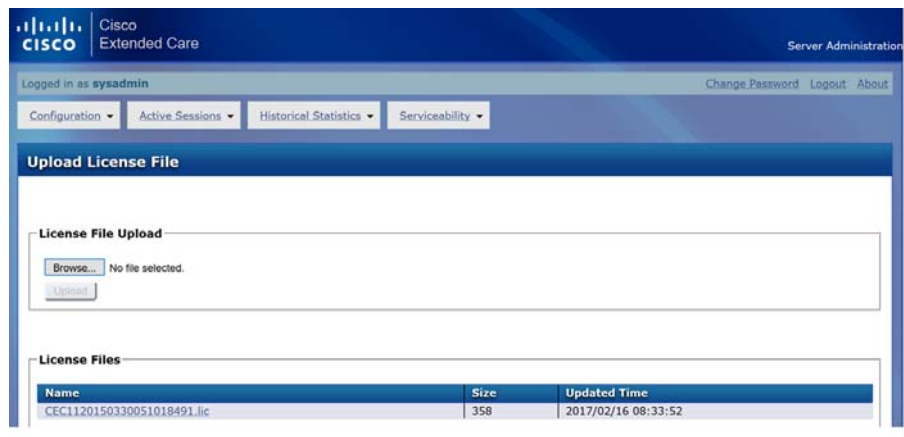 Cisco
CISCO Extended Care
Server Administration
Logged in as sysadmin Change Password Logout About
Configuration Active Sessions Historical Statistics Serviceability
Upload License File
License File Upload
Browse... No file selected.
Upload
License Files
Name Size Updated Time
CEC1120150330051018491.lic 358 2017/02/16 08:33:52